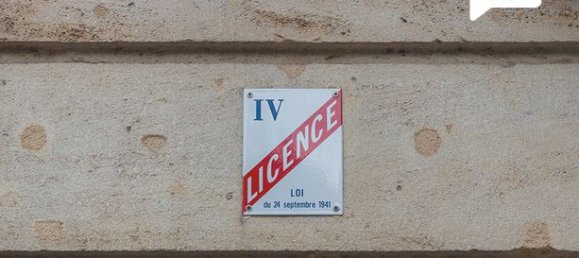 IV
LICENCE
LOI
du 24 septembre 1941